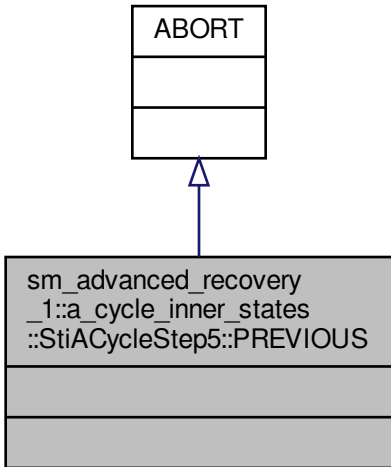 ABORT
sm_advanced_recovery
_1::a_cycle_inner_states
::StiACycleStep5::PREVIOUS